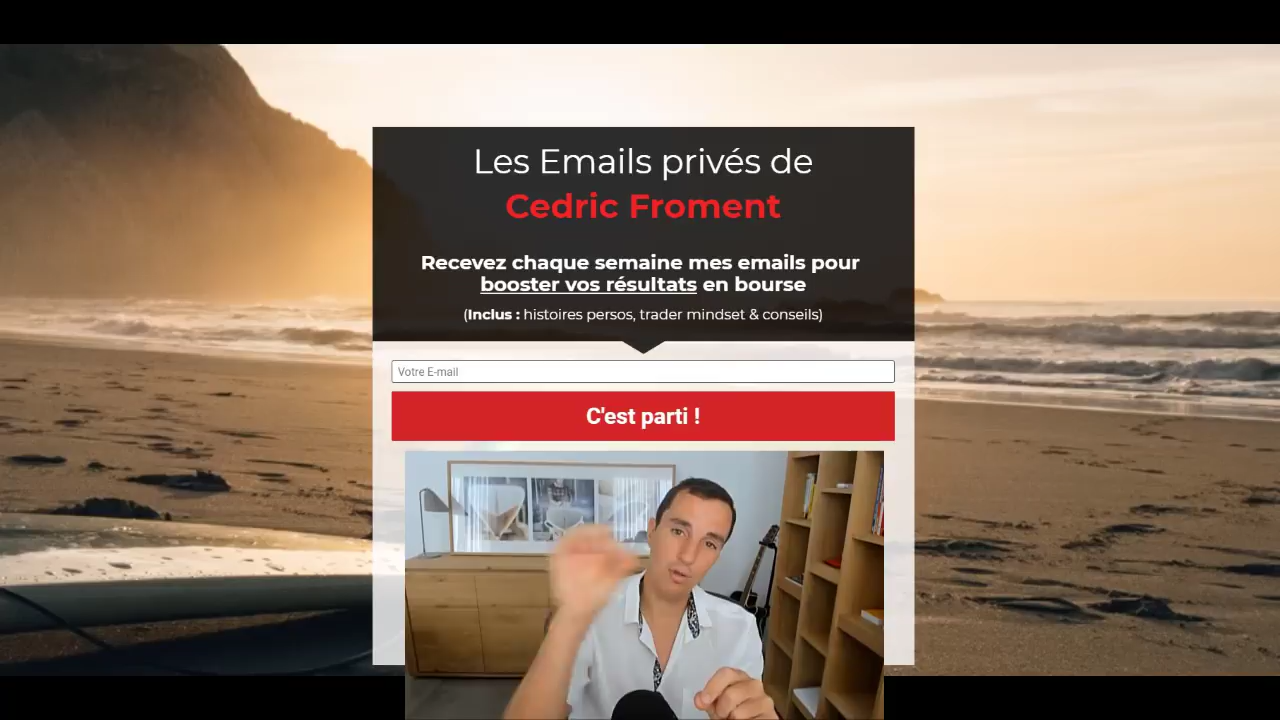 Les Emails privés de
Cedric Froment
Recevez chaque semaine mes emails pour
booster vos résultats en bourse
(Inclus : histoires persos, trader mindset & conseils)
Votre E-mail
C'est parti !